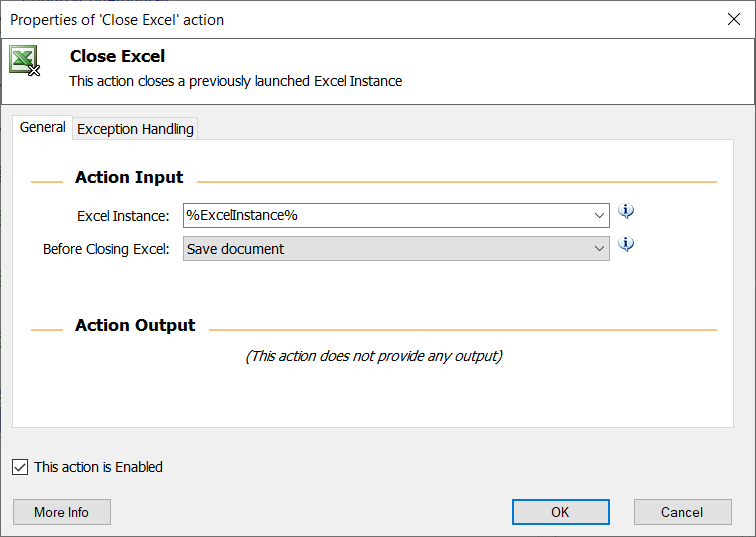 Properties of 'Close Excel' action
Close Excel
This action closes a previously launched Excel Instance
General
Exception Handling
Action Input
Excel Instance: %ExcelInstance%
Before Closing Excel: Save document
Action Output
(This action does not provide any output)
This action is Enabled
More Info
OK
Cancel